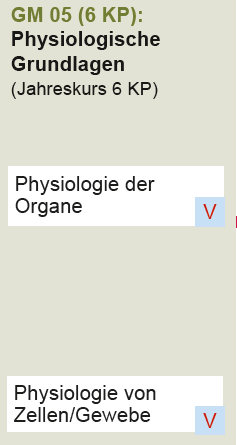 GM 05 (6 KP):
Physiologische
Grundlagen
(Jahreskurs 6 KP)
Physiologie der
Organe
V
Physiologie von
Zellen/Gewebe
V